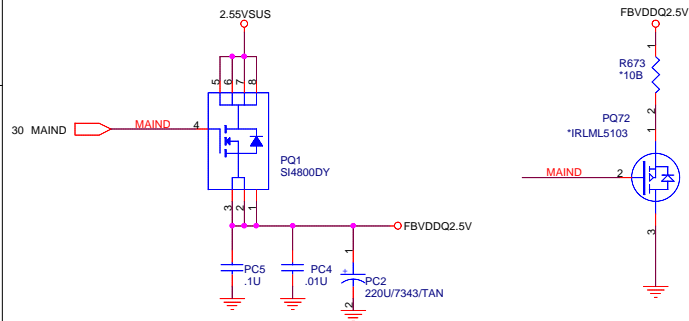 2.55VSUS
5 6 7 8
30 MAIND
MAIND
4
PQ1
SI4800DY
3 2 1
FBVDDQ2.5V
PC5
.1U
PC4
.01U
1
+
PC2
220U/7343/TAN
2
FBVDDQ2.5V
1
R673
*10B
2
PQ72
*IRLML5103
1
MAIND
2
3